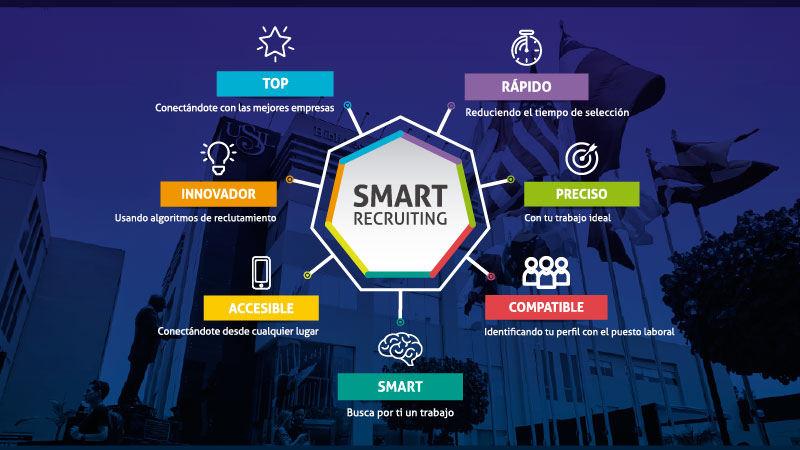 TOP
Conectándote con las mejores empresas
RÁPIDO
Reduciendo el tiempo de selección
USIL
INNOVADOR
Usando algoritmos de reclutamiento
SMART
RECRUITING
PRECISO
Con tu trabajo ideal
ACCESIBLE
Conectándote desde cualquier lugar
COMPATIBLE
Identificando tu perfil con el puesto laboral
SMART
Busca por ti un trabajo